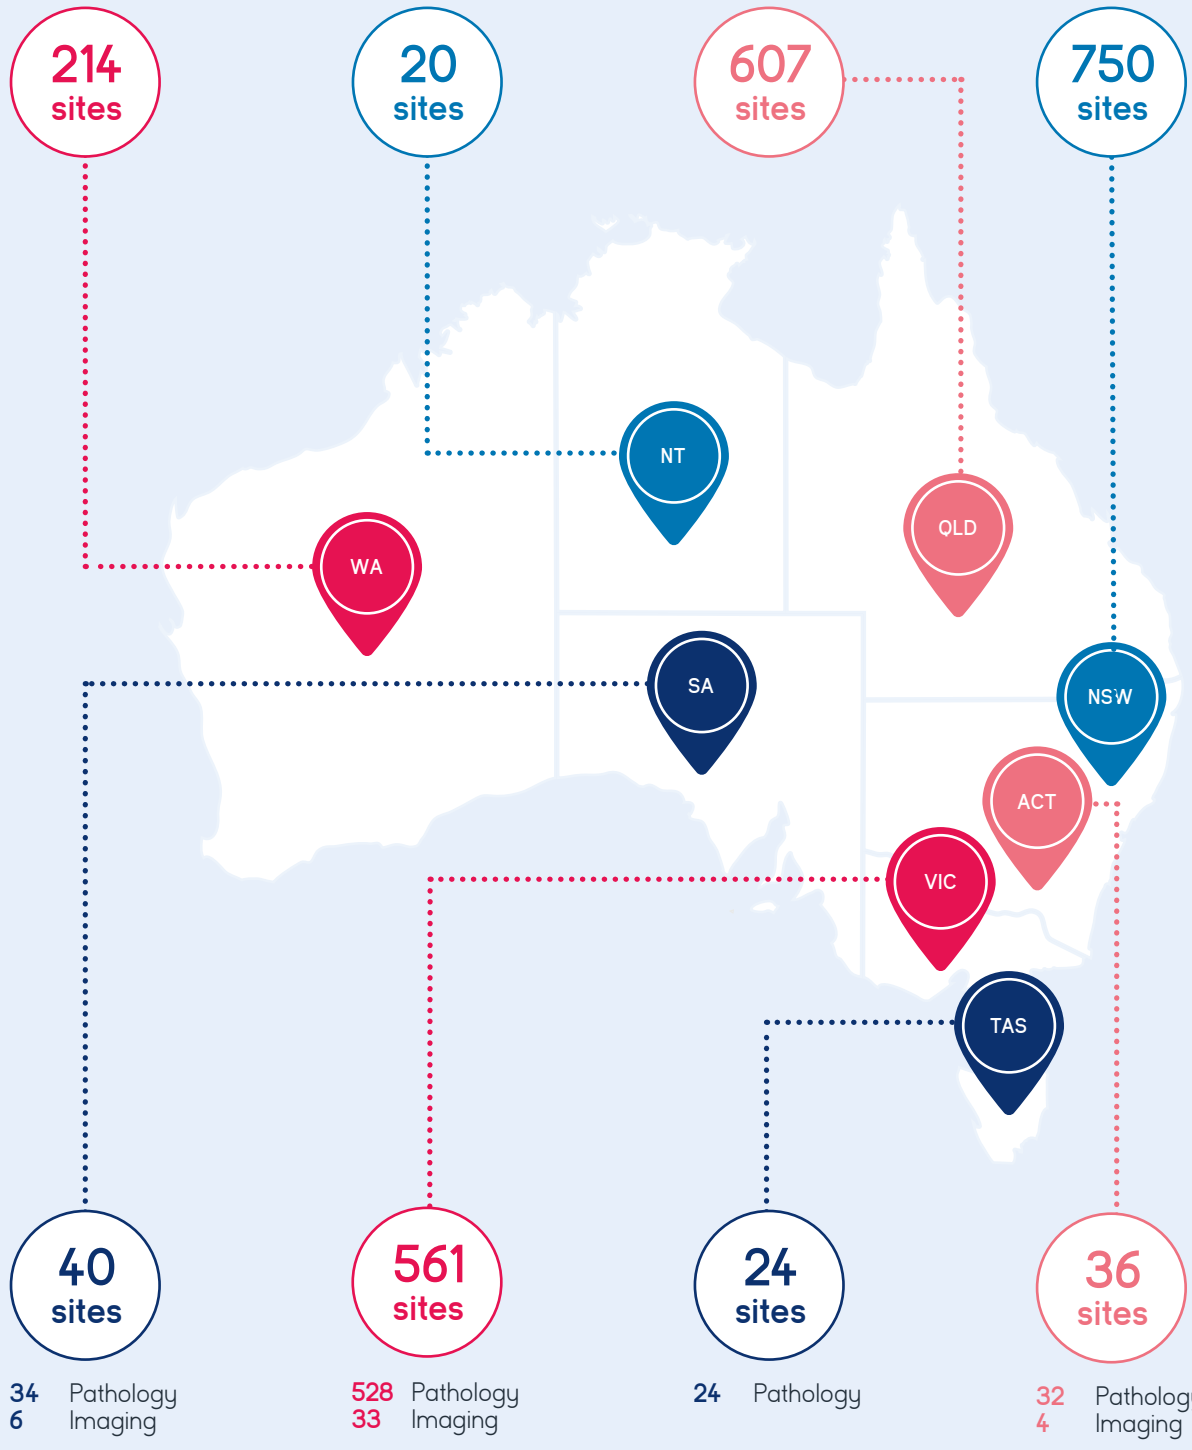 214
sites
20
sites
607
sites
750
sites
NT
QLD
WA
SA
NSW
ACT
VIC
TAS
40
sites
561
sites
24
sites
36
sites
34 Pathology
6 Imaging
528 Pathology
33 Imaging
24 Pathology
32 Pathology
4 Imaging